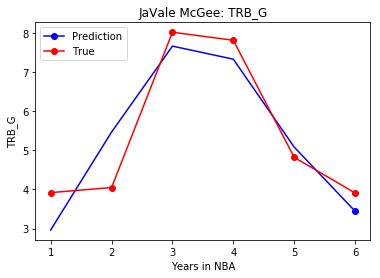 JaVale McGee: TRB_G
Prediction
True
8
7
6
5
4
3
TRB_G
1 2 3 4 5 6
Years in NBA